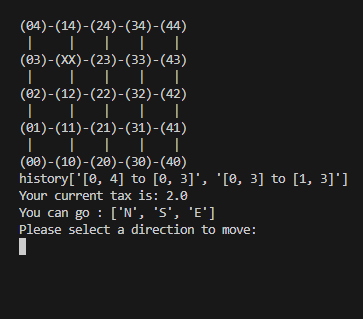 (04)-(14)-(24)-(34)-(44)
|    |    |    |    |
(03)-(XX)-(23)-(33)-(43)
|    |    |    |    |
(02)-(12)-(22)-(32)-(42)
|    |    |    |    |
(01)-(11)-(21)-(31)-(41)
|    |    |    |    |
(00)-(10)-(20)-(30)-(40)
history['[0, 4] to [0, 3]', '[0, 3] to [1, 3]']
Your current tax is: 2.0
You can go : ['N', 'S', 'E']
Please select a direction to move: